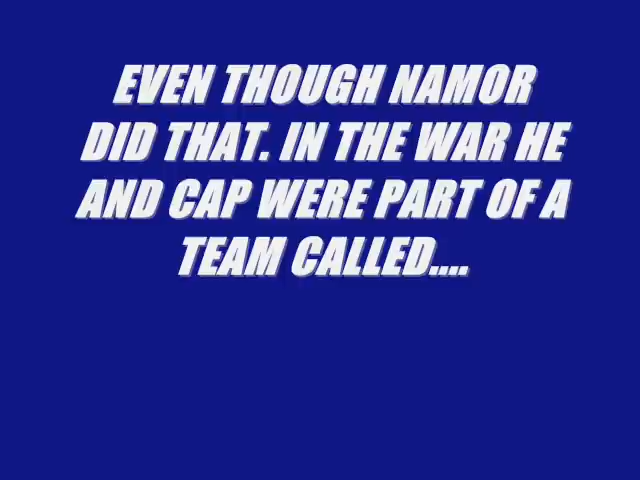 EVEN THOUGH NAMOR
DID THAT. IN THE WAR HE
AND CAP WERE PART OF A
TEAM CALLED....